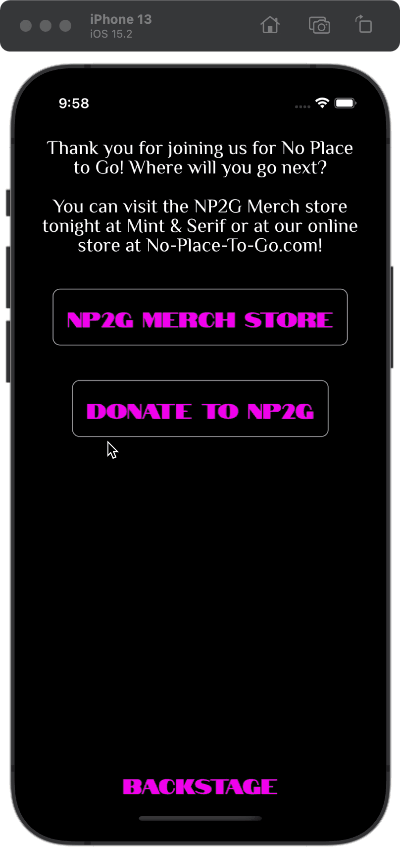 iPhone 13
iOS 15.2
9:58
Thank you for joining us for No Place
to Go! Where will you go next?
You can visit the NP2G Merch store
tonight at Mint & Serif or at our online
store at No-Place-To-Go.com!
NP2G MERCH STORE
DONATE TO NP2G
BACKSTAGE